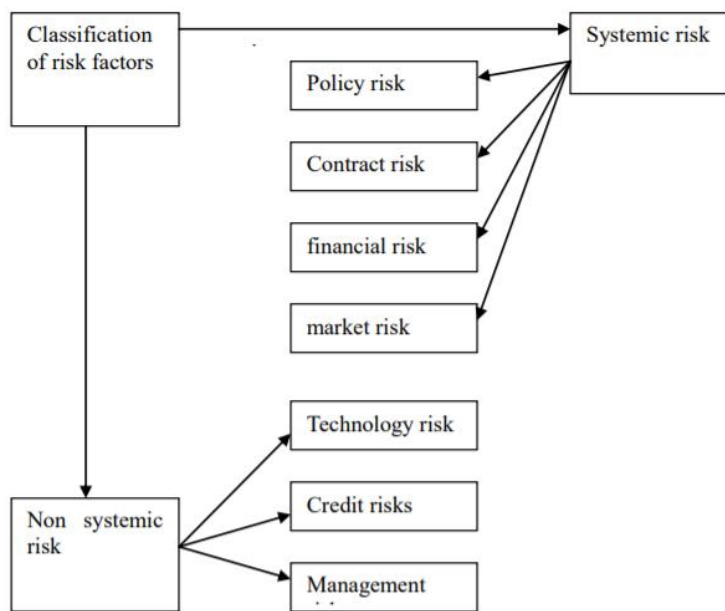 Classification
of risk factors
Systemic risk
Policy risk
Contract risk
financial risk
market risk
Technology risk
Non systemic
risk
Credit risks
Management